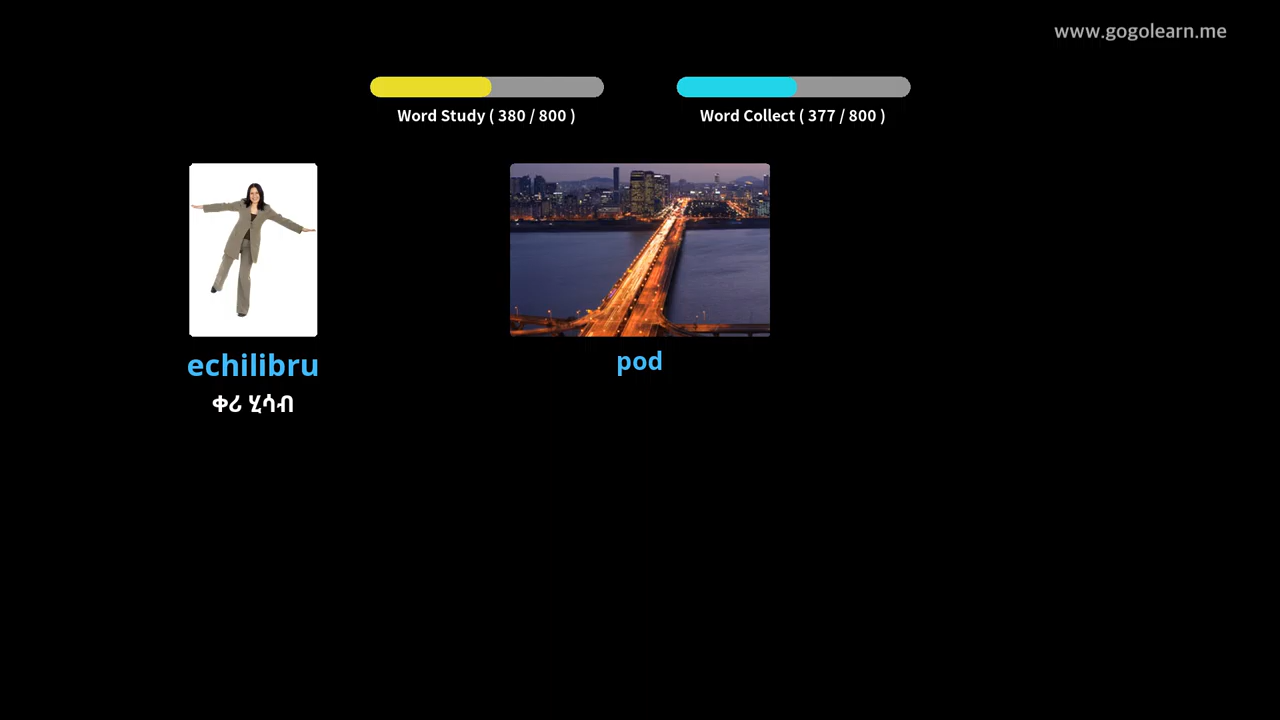 www.gogolearn.me
Word Study ( 380 / 800 )
Word Collect ( 377 / 800 )
echilibru
ቀሪ ሂሳብ
pod